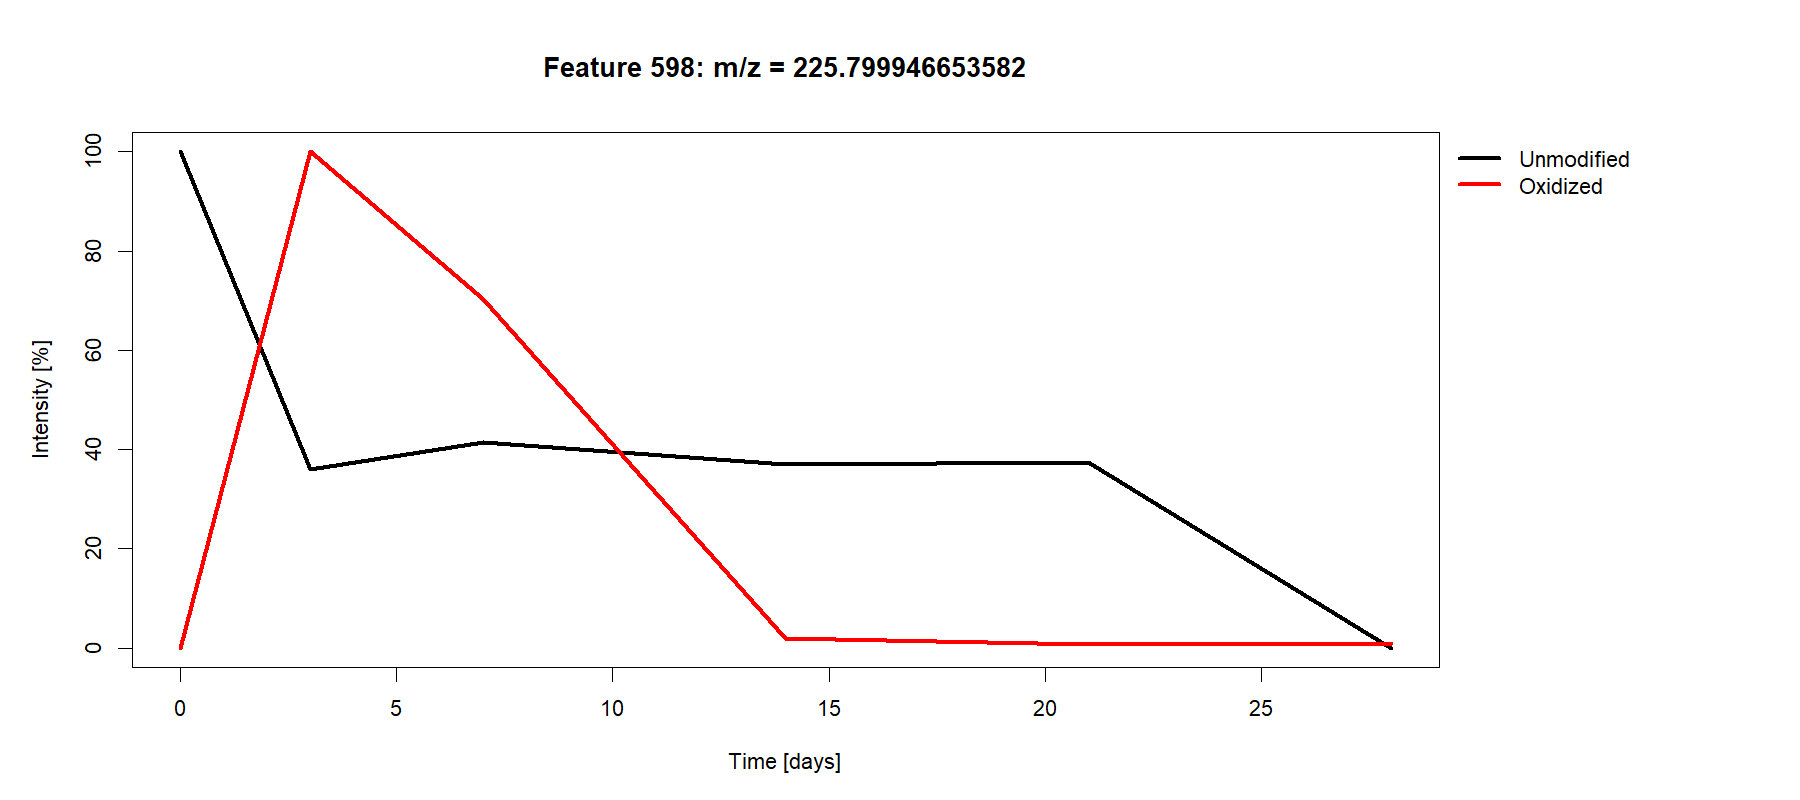 Feature 598: m/z = 225.799946653582
Unmodified
Oxidized
Intensity [%]
100
80
60
40
20
0
0 5 10 15 20 25
Time [days]